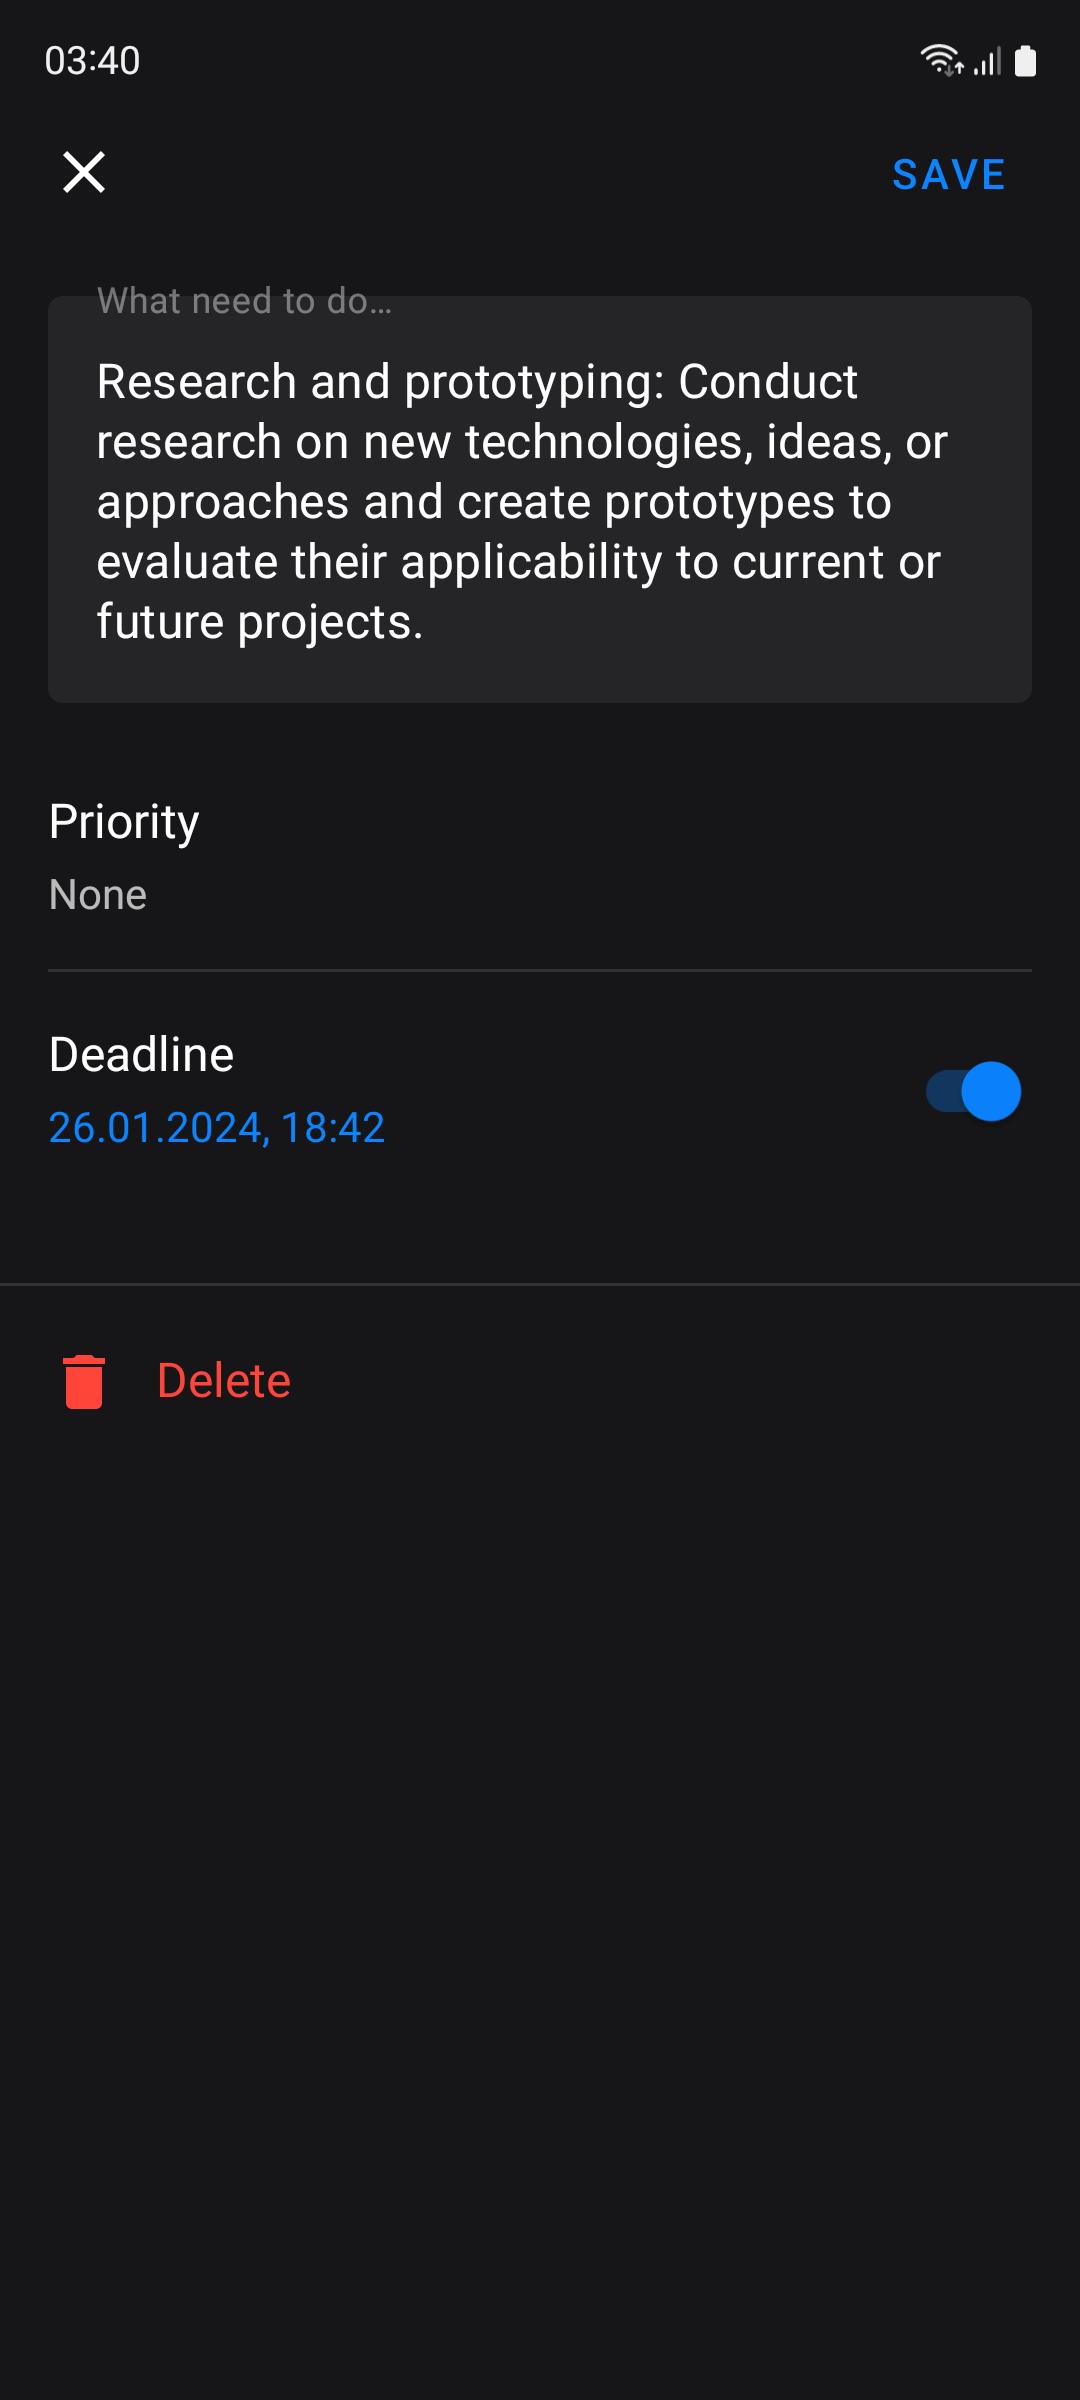 03:40
SAVE
What need to do…
Research and prototyping: Conduct
research on new technologies, ideas, or
approaches and create prototypes to
evaluate their applicability to current or
future projects.
Priority
None
Deadline
26.01.2024, 18:42
Delete